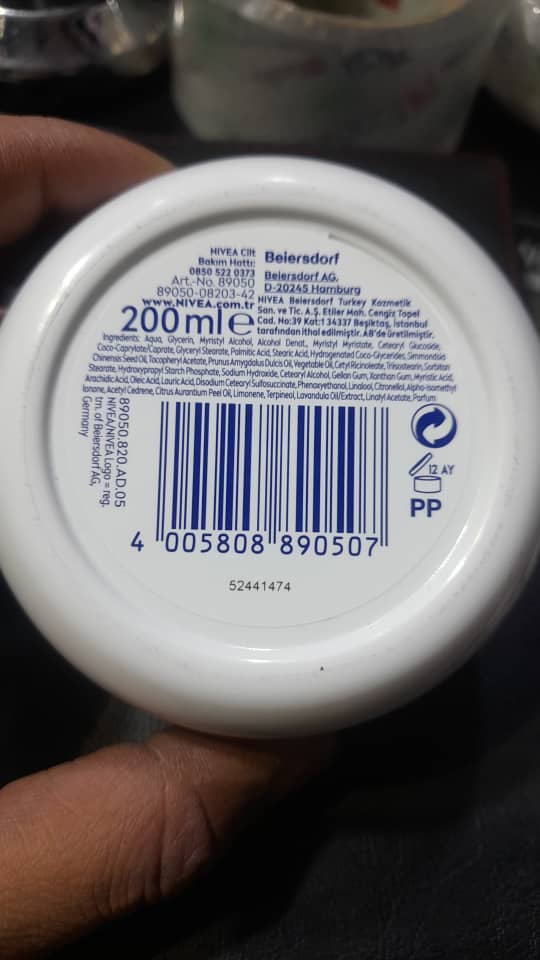 NIVEA Cilt
Bakım Hattı:
0850 522 0373
Art.-No. 89050
89050-08203-42
www.NIVEA.com.tr
200 ml e
Beiersdorf
Beiersdorf AG,
D-20245 Hamburg
NIVEA Beiersdorf Turkey Kozmetik
San. ve Tic. A.Ş. Etiler Mah. Cengiz Topel
Cad. No:39 Kat:1 34337 Beşiktaş, İstanbul
tarafından ithal edilmiştir. AB'de üretilmiştir.
Ingredients: Aqua, Glycerin, Myristyl Alcohol, Alcohol Denat., Myristyl Myristate, Cetearyl Glucoside,
Coco-Caprylate/Caprate, Glyceryl Stearate, Palmitic Acid, Stearic Acid, Hydrogenated Coco-Glycerides, Simmondsia
Chinensis Seed Oil, Tocopheryl Acetate, Prunus Amygdalus Dulcis Oil, Vegetable Oil, Cetyl Ricinoleate, Triisostearin, Sorbitan
Stearate, Hydroxypropyl Starch Phosphate, Sodium Hydroxide, Cetearyl Alcohol, Gellan Gum, Xanthan Gum, Myristic Acid,
Arachidic Acid, Oleic Acid, Lauric Acid, Disodium Cetearyl Sulfosuccinate, Phenoxyethanol, Linalool, Citronellol, Alpha-Isomethyl
Ionone, Acetyl Cedrene, Citrus Aurantium Peel Oil, Limonene, Terpineol, Lavandula Oil/Extract, Linalyl Acetate, Parfum
89050.820.AD.05
NIVEA/NIVEA Logo = reg.
tm. of Beiersdorf AG,
Germany
12 AY
PP
4 005808 890507
52441474